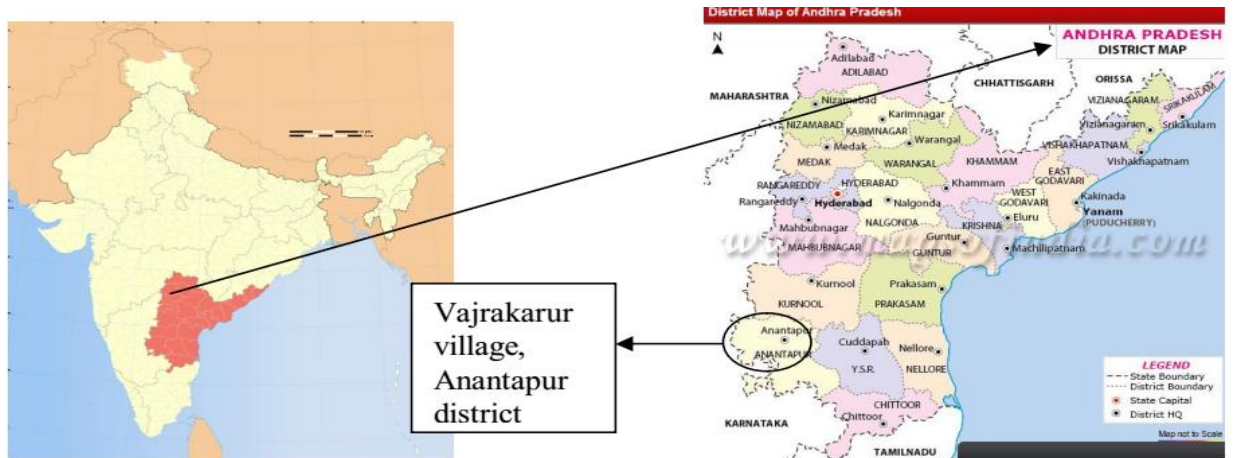 District Map of Andhra Pradesh
N
ANDHRA PRADESH
DISTRICT MAP
Adilabad
ADILABAD
CHHATTISGARH
ORISSA
MAHARASHTRA
VIZIANAGARAM
SRIKAKULAM
Nizamabad
Karimnagar
NIZAMABAD
KARIMNAGAR
Vizianagaram
Srikakulam
Warangal
Medak
VISHAKHAPATNAM
MEDAK
WARANGAL
KHAMMAM
Vishakhapatnam
EAST
GODAVARI
RANGAREDDY
HYDERABAD
Khammam
WEST
GODAVARI
Kakinada
Rangareddy
Hyderabad
Nalgonda
Eluru
Yanam
(PUDUCHERRY)
Mahbubnagar
NALGONDA
KRISHNA
Guntur
www.mapsofindia.com
MAHBUBNAGAR
GUNTUR
Machilipatnam
Kurnool
Prakasam
KURNOOL
PRAKASAM
Vajrakarur
village,
Anantapur
district
Anantapur
ANANTAPUR
Cuddapah
Nellore
Y.S.R.
NELLORE
LEGEND
State Boundary
District Boundary
State Capital
District HQ
CHITTOOR
Chittoor
KARNATAKA
TAMILNADU
Map not to Scale